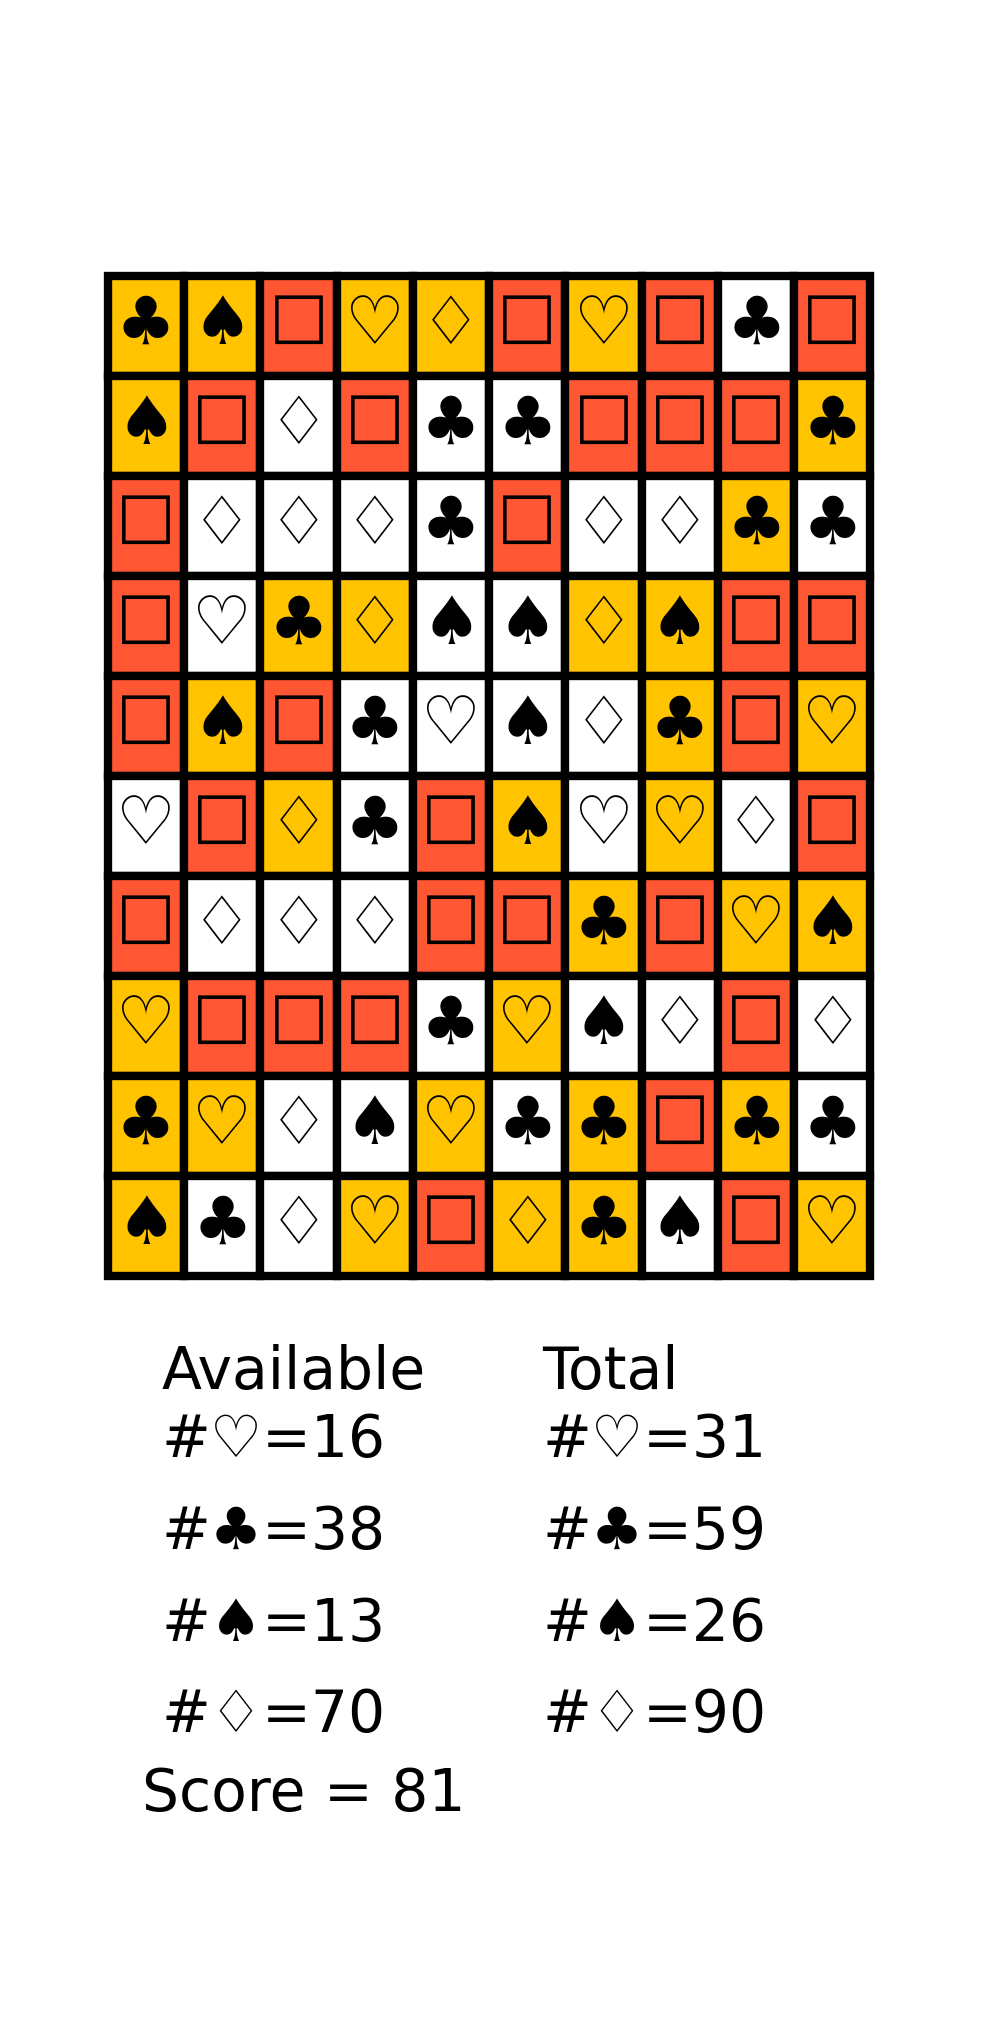 ♣ ♠ □ ♡ ♢ □ ♡ □ ♣ □
♠ □ ♢ □ ♣ ♣ □ □ □ ♣
□ ♢ ♢ ♢ ♣ □ ♢ ♢ ♣ ♣
□ ♡ ♣ ♢ ♠ ♠ ♢ ♠ □ □
□ ♠ □ ♣ ♡ ♠ ♢ ♣ □ ♡
♡ □ ♢ ♣ □ ♠ ♡ ♡ ♢ □
□ ♢ ♢ ♢ □ □ ♣ □ ♡ ♠
♡ □ □ □ ♣ ♡ ♠ ♢ □ ♢
♣ ♡ ♢ ♠ ♡ ♣ ♣ □ ♣ ♣
♠ ♣ ♢ ♡ □ ♢ ♣ ♠ □ ♡
Available Total
#♡=16 #♡=31
#♣=38 #♣=59
#♠=13 #♠=26
#♢=70 #♢=90
Score = 81